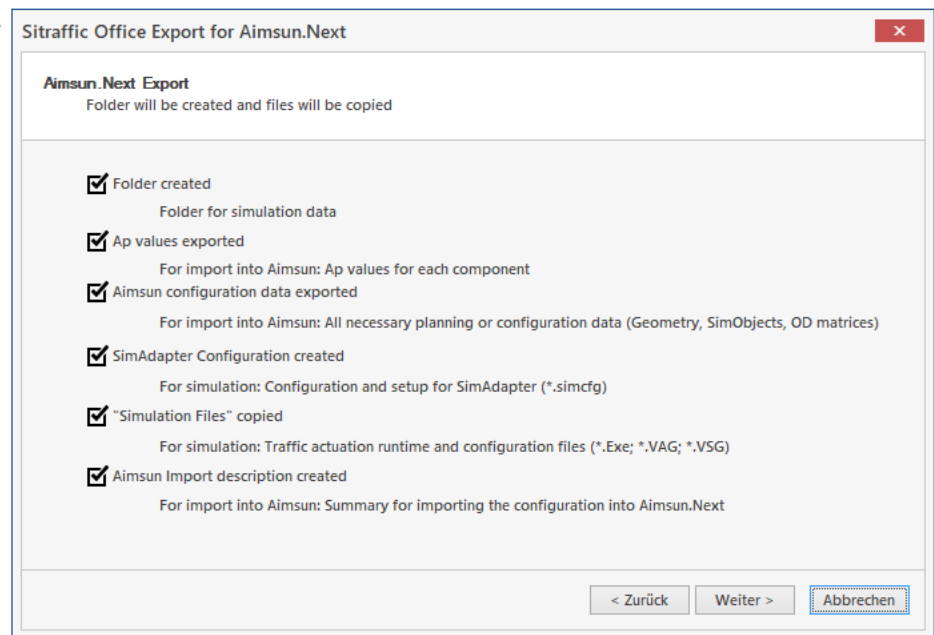 Sitraffic Office Export for Aimsun.Next
Aimsun.Next Export
Folder will be created and files will be copied
Folder created
Folder for simulation data
Ap values exported
For import into Aimsun: Ap values for each component
Aimsun configuration data exported
For import into Aimsun: All necessary planning or configuration data (Geometry, SimObjects, OD matrices)
SimAdapter Configuration created
For simulation: Configuration and setup for SimAdapter (*.simcfg)
"Simulation Files" copied
For simulation: Traffic actuation runtime and configuration files (*.Exe; *.VAG; *.VSG)
Aimsun Import description created
For import into Aimsun: Summary for importing the configuration into Aimsun.Next
< Zurück Weiter > Abbrechen